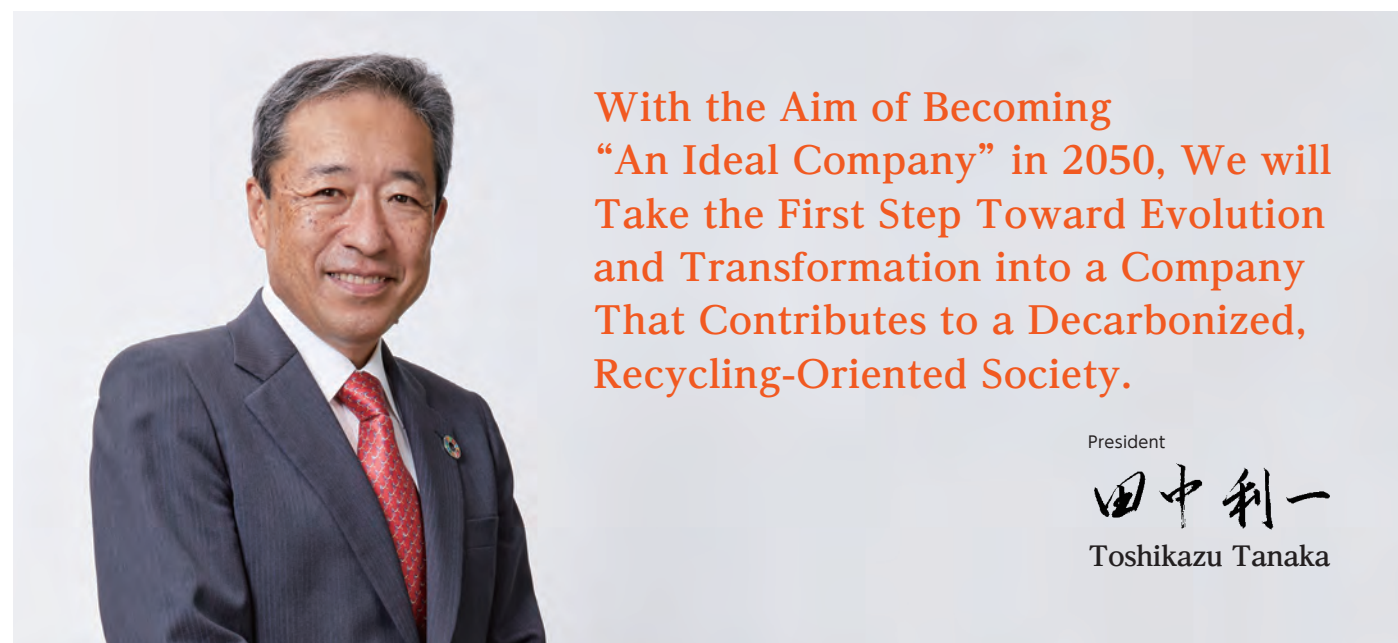 With the Aim of Becoming
“An Ideal Company” in 2050, We will
Take the First Step Toward Evolution
and Transformation into a Company
That Contributes to a Decarbonized,
Recycling-Oriented Society.
President
田中利一
Toshikazu Tanaka